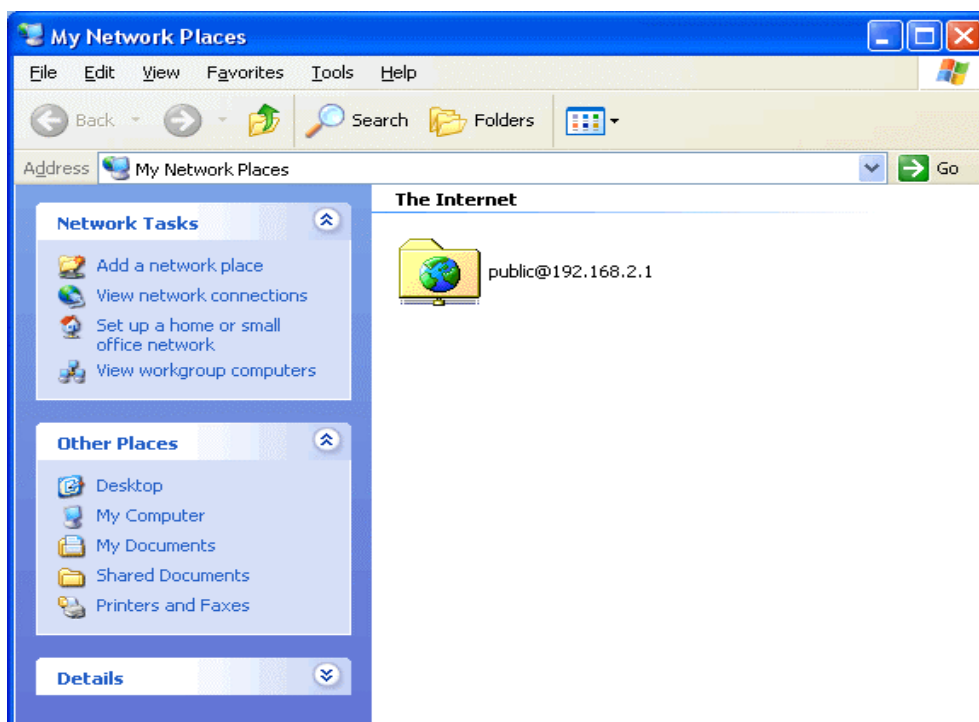 My Network Places
File Edit View Favorites Tools Help
Back Search Folders
Address My Network Places Go
The Internet
public@192.168.2.1
Network Tasks
Add a network place
View network connections
Set up a home or small
office network
View workgroup computers
Other Places
Desktop
My Computer
My Documents
Shared Documents
Printers and Faxes
Details